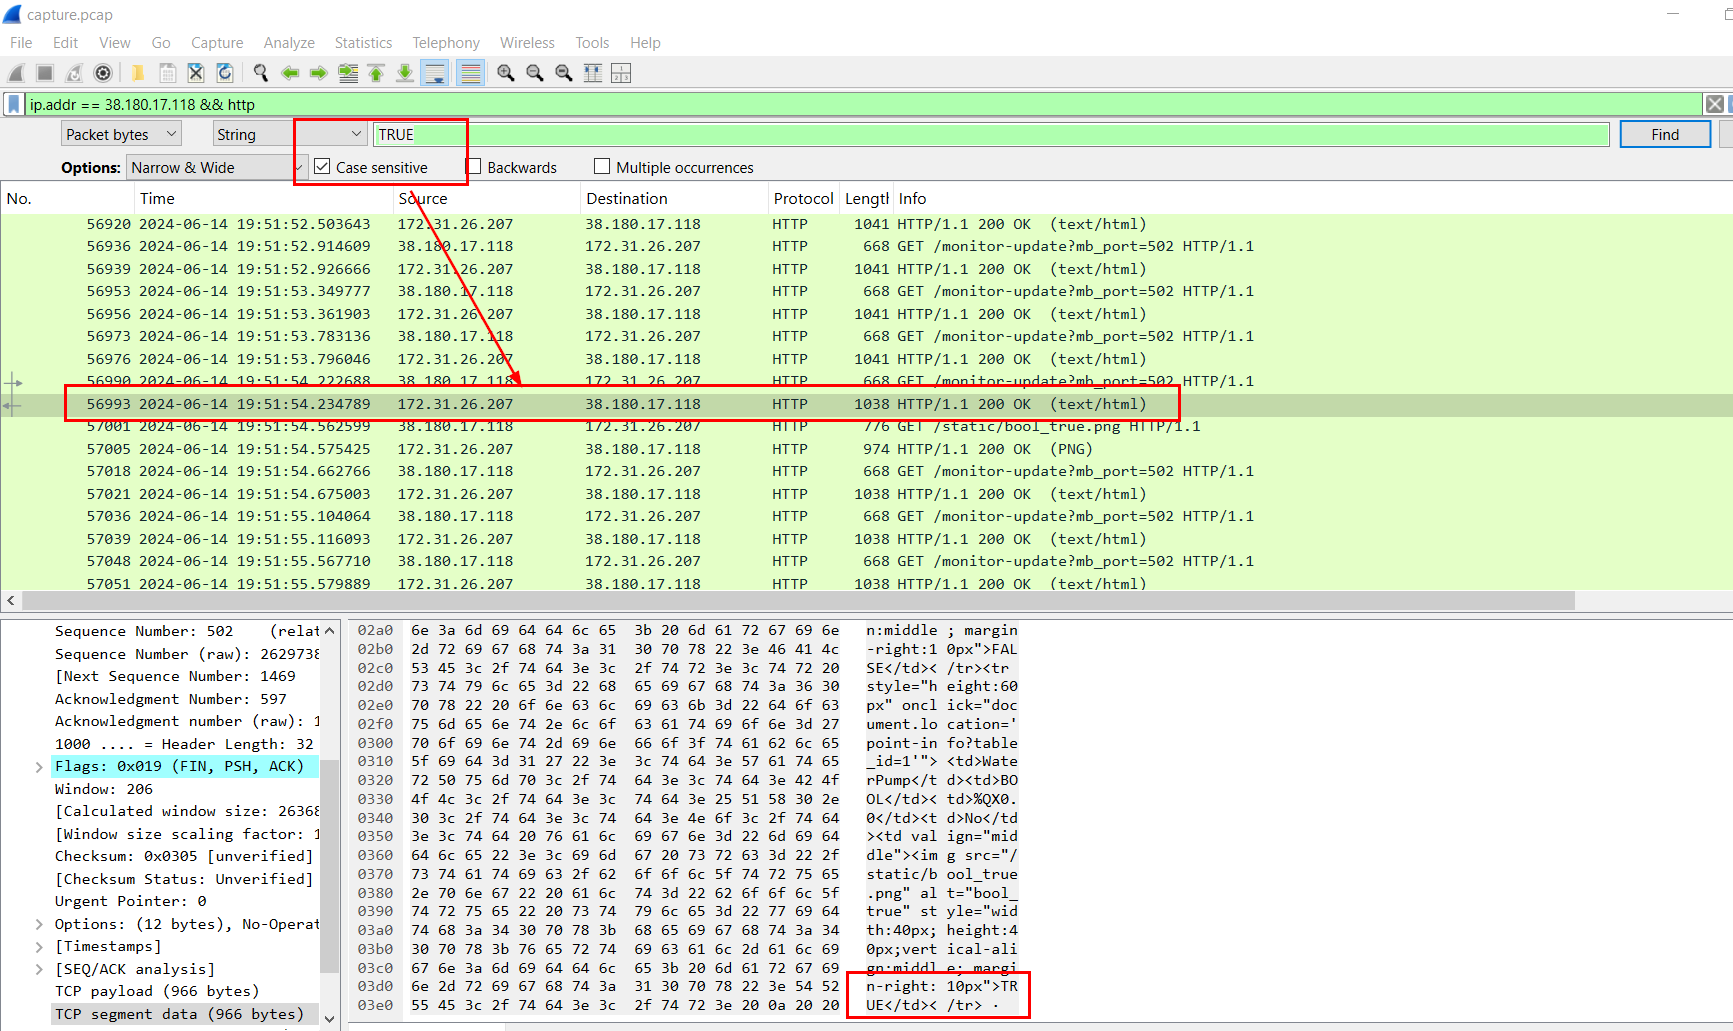 capture.pcap
File Edit View Go Capture Analyze Statistics Telephony Wireless Tools Help
ip.addr == 38.180.17.118 && http
Packet bytes String TRUE Find
Options: Narrow & Wide Case sensitive Backwards Multiple occurrences
No. Time Source Destination Protocol Lengtl Info
56920 2024-06-14 19:51:52.503643 172.31.26.207 38.180.17.118 HTTP 1041 HTTP/1.1 200 OK (text/html)
56936 2024-06-14 19:51:52.914609 38.180.17.118 172.31.26.207 HTTP 668 GET /monitor-update?mb_port=502 HTTP/1.1
56939 2024-06-14 19:51:52.926666 172.31.26.207 38.180.17.118 HTTP 1041 HTTP/1.1 200 OK (text/html)
56953 2024-06-14 19:51:53.349777 38.180.17.118 172.31.26.207 HTTP 668 GET /monitor-update?mb_port=502 HTTP/1.1
56956 2024-06-14 19:51:53.361903 172.31.26.207 38.180.17.118 HTTP 1041 HTTP/1.1 200 OK (text/html)
56973 2024-06-14 19:51:53.783136 38.180.17.118 172.31.26.207 HTTP 668 GET /monitor-update?mb_port=502 HTTP/1.1
56976 2024-06-14 19:51:53.796046 172.31.26.207 38.180.17.118 HTTP 1041 HTTP/1.1 200 OK (text/html)
56990 2024-06-14 19:51:54.222688 38.180.17.118 172.31.26.207 HTTP 668 GET /monitor-update?mb_port=502 HTTP/1.1
56993 2024-06-14 19:51:54.234789 172.31.26.207 38.180.17.118 HTTP 1038 HTTP/1.1 200 OK (text/html)
57001 2024-06-14 19:51:54.562599 38.180.17.118 172.31.26.207 HTTP 776 GET /static/bool_true.png HTTP/1.1
57005 2024-06-14 19:51:54.575425 172.31.26.207 38.180.17.118 HTTP 974 HTTP/1.1 200 OK (PNG)
57018 2024-06-14 19:51:54.662766 38.180.17.118 172.31.26.207 HTTP 668 GET /monitor-update?mb_port=502 HTTP/1.1
57021 2024-06-14 19:51:54.675003 172.31.26.207 38.180.17.118 HTTP 1038 HTTP/1.1 200 OK (text/html)
57036 2024-06-14 19:51:55.104064 38.180.17.118 172.31.26.207 HTTP 668 GET /monitor-update?mb_port=502 HTTP/1.1
57039 2024-06-14 19:51:55.116093 172.31.26.207 38.180.17.118 HTTP 1038 HTTP/1.1 200 OK (text/html)
57048 2024-06-14 19:51:55.567710 38.180.17.118 172.31.26.207 HTTP 668 GET /monitor-update?mb_port=502 HTTP/1.1
57051 2024-06-14 19:51:55.579889 172.31.26.207 38.180.17.118 HTTP 1038 HTTP/1.1 200 OK (text/html)
Sequence Number: 502 (relat
Sequence Number (raw): 2629738
[Next Sequence Number: 1469
Acknowledgment Number: 597
Acknowledgment number (raw): 1
1000 .... = Header Length: 32
Flags: 0x019 (FIN, PSH, ACK)
Window: 206
[Calculated window size: 26368
[Window size scaling factor: 1
Checksum: 0x0305 [unverified]
[Checksum Status: Unverified]
Urgent Pointer: 0
Options: (12 bytes), No-Operat
[Timestamps]
[SEQ/ACK analysis]
TCP payload (966 bytes)
TCP segment data (966 bytes)
02a0 6e 3a 6d 69 64 64 6c 65 3b 20 6d 61 72 67 69 6e n:middle ; margin
02b0 2d 72 69 67 68 74 3a 31 30 70 78 22 3e 46 41 4c -right:1 0px">FAL
02c0 53 45 3c 2f 74 64 3e 3c 2f 74 72 3e 3c 74 72 20 SE</td>< /tr><tr
02d0 73 74 79 6c 65 3d 22 68 65 69 67 68 74 3a 36 30 style="h eight:60
02e0 70 78 22 20 6f 6e 63 6c 69 63 6b 3d 22 64 6f 63 px" oncl ick="doc
02f0 75 6d 65 6e 74 2e 6c 6f 63 61 74 69 6f 6e 3d 27 ument.lo cation='
0300 70 6f 69 6e 74 2d 69 6e 66 6f 3f 74 61 62 6c 65 point-in fo?table
0310 5f 69 64 3d 31 27 22 3e 3c 74 64 3e 57 61 74 65 _id=1'"> <td>Wate
0320 72 50 75 6d 70 3c 2f 74 64 3e 3c 74 64 3e 42 4f rPump</t d><td>BO
0330 4f 4c 3c 2f 74 64 3e 3c 74 64 3e 25 51 58 30 2e OL</td>< td>%QX0.
0340 30 3c 2f 74 64 3e 3c 74 64 3e 4e 6f 3c 2f 74 64 0</td><t d>No</td
0350 3e 3c 74 64 20 76 61 6c 69 67 6e 3d 22 6d 69 64 ><td val ign="mid
0360 64 6c 65 22 3e 3c 69 6d 67 20 73 72 63 3d 22 2f dle"><im g src="/
0370 73 74 61 74 69 63 2f 62 6f 6f 6c 5f 74 72 75 65 static/b ool_true
0380 2e 70 6e 67 22 20 61 6c 74 3d 22 62 6f 6f 6c 5f .png" al t="bool_
0390 74 72 75 65 22 20 73 74 79 6c 65 3d 22 77 69 64 true" st yle="wid
03a0 74 68 3a 34 30 70 78 3b 68 65 69 67 68 74 3a 34 th:40px; height:4
03b0 30 70 78 3b 76 65 72 74 69 63 61 6c 2d 61 6c 69 0px;vert ical-ali
03c0 67 6e 3a 6d 69 64 64 6c 65 3b 20 6d 61 72 67 69 gn:middl e; margi
03d0 6e 2d 72 69 67 68 74 3a 31 30 70 78 22 3e 54 52 n-right: 10px">TR
03e0 55 45 3c 2f 74 64 3e 3c 2f 74 72 3e 20 0a 20 20 UE</td>< /tr> ·